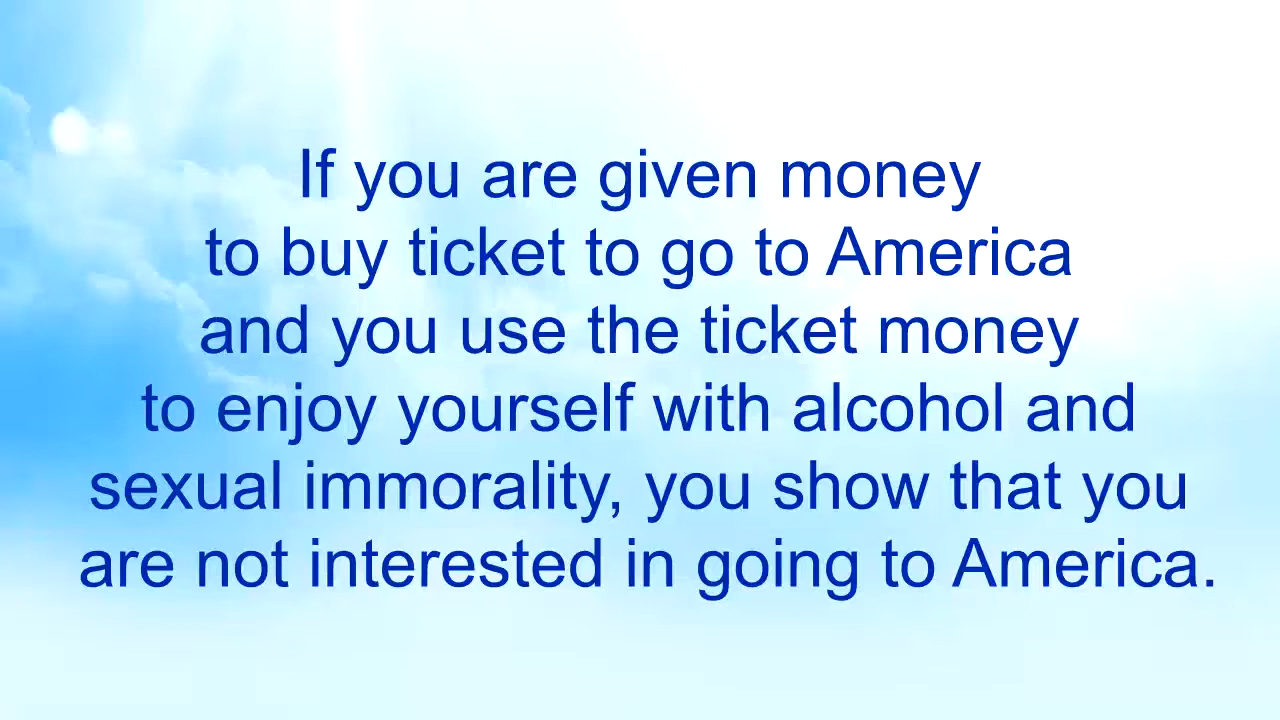 If you are given money
to buy ticket to go to America
and you use the ticket money
to enjoy yourself with alcohol and
sexual immorality, you show that you
are not interested in going to America.